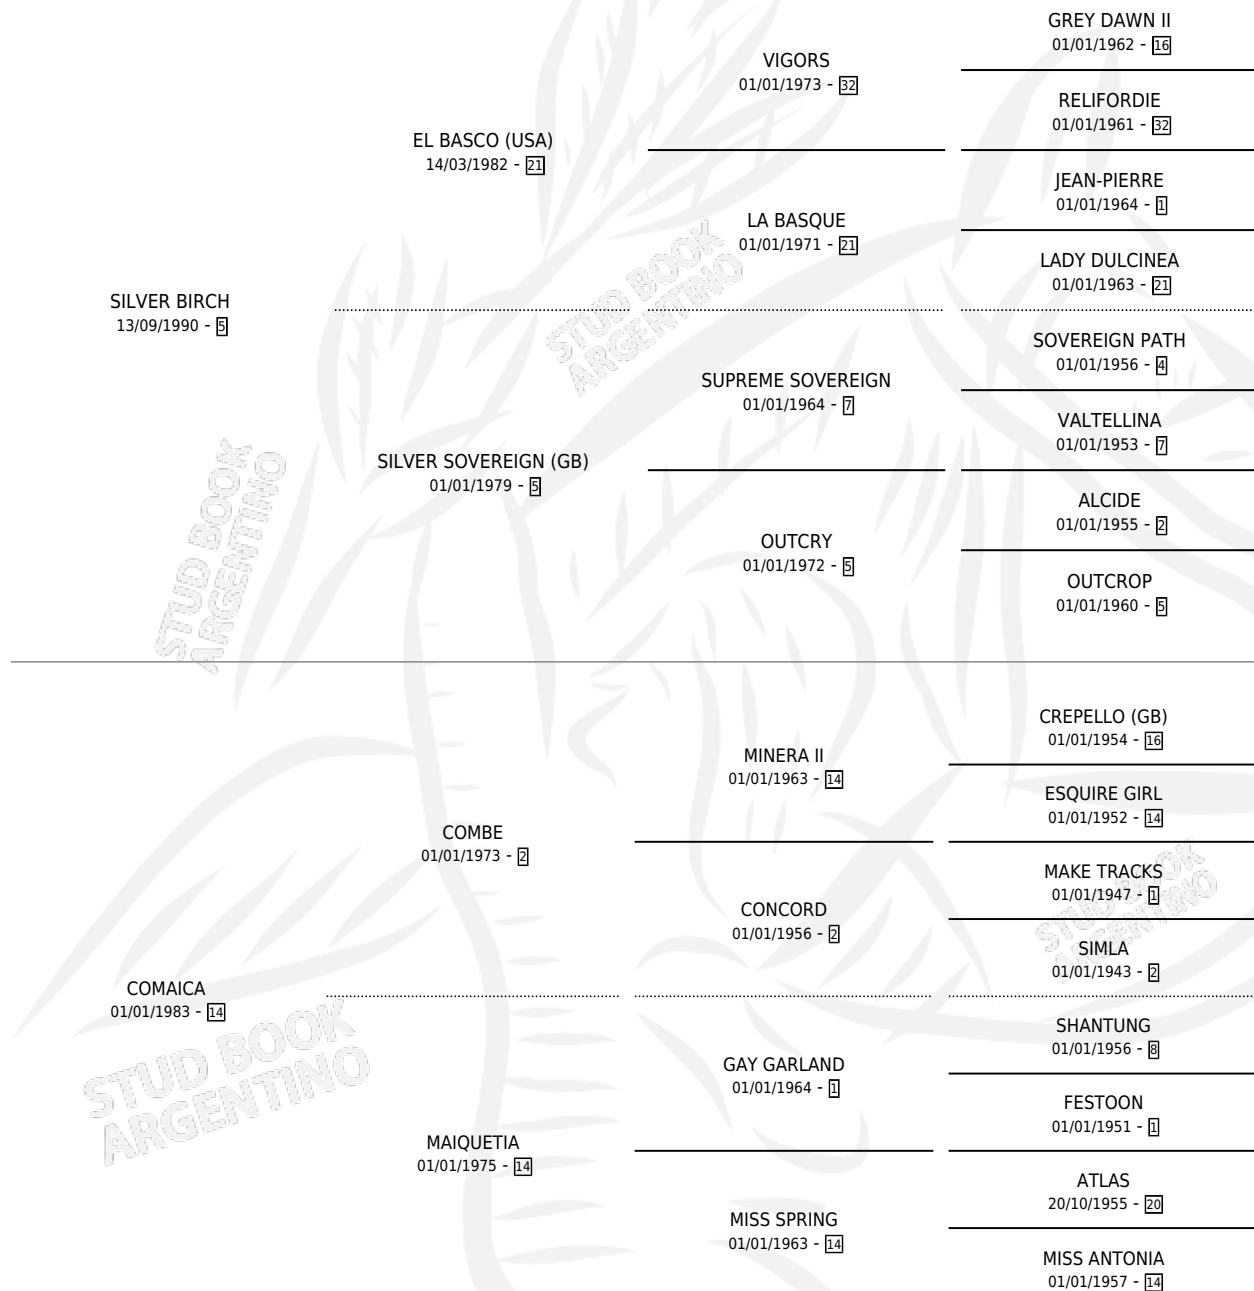 GREY DAWN II
01/01/1962 - 16
VIGORS
01/01/1973 - 32
RELIFORDIE
01/01/1961 - 32
EL BASCO (USA)
14/03/1982 - 21
JEAN-PIERRE
01/01/1964 - 1
LA BASQUE
01/01/1971 - 21
LADY DULCINEA
01/01/1963 - 21
SILVER BIRCH
13/09/1990 - 5
SOVEREIGN PATH
01/01/1956 - 4
SUPREME SOVEREIGN
01/01/1964 - 7
VALTELLINA
01/01/1953 - 7
SILVER SOVEREIGN (GB)
01/01/1979 - 5
ALCIDE
01/01/1955 - 2
OUTCRY
01/01/1972 - 5
OUTCROP
01/01/1960 - 5
CREPELLO (GB)
01/01/1954 - 16
MINERA II
01/01/1963 - 14
ESQUIRE GIRL
01/01/1952 - 14
COMBE
01/01/1973 - 2
MAKE TRACKS
01/01/1947 - 1
CONCORD
01/01/1956 - 2
SIMLA
01/01/1943 - 2
COMAICA
01/01/1983 - 14
SHANTUNG
01/01/1956 - 8
GAY GARLAND
01/01/1964 - 1
FESTOON
01/01/1951 - 1
MAIQUETIA
01/01/1975 - 14
ATLAS
20/10/1955 - 20
MISS SPRING
01/01/1963 - 14
MISS ANTONIA
01/01/1957 - 14
STUD BOOK
ARGENTINO
STUD BOOK
ARGENTINO
STUD BOOK
ARGENTINO
STUD BOOK
ARGENTINO